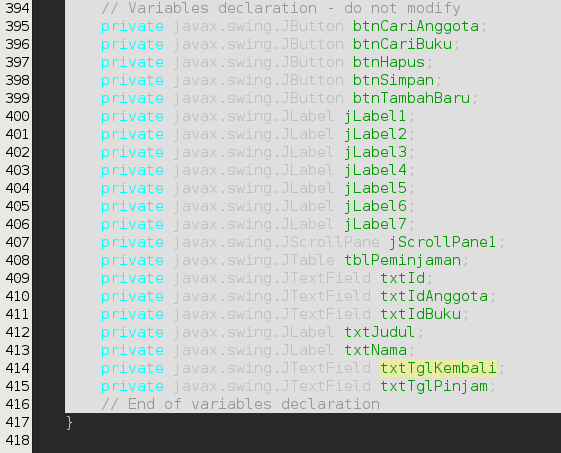 394 // Variables declaration - do not modify
395 private javax.swing.JButton btnCariAnggota;
396 private javax.swing.JButton btnCariBuku;
397 private javax.swing.JButton btnHapus;
398 private javax.swing.JButton btnSimpan;
399 private javax.swing.JButton btnTambahBaru;
400 private javax.swing.JLabel jLabel1;
401 private javax.swing.JLabel jLabel2;
402 private javax.swing.JLabel jLabel3;
403 private javax.swing.JLabel jLabel4;
404 private javax.swing.JLabel jLabel5;
405 private javax.swing.JLabel jLabel6;
406 private javax.swing.JLabel jLabel7;
407 private javax.swing.JScrollPane jScrollPane1;
408 private javax.swing.JTable tblPeminjaman;
409 private javax.swing.JTextField txtId;
410 private javax.swing.JTextField txtIdAnggota;
411 private javax.swing.JTextField txtIdBuku;
412 private javax.swing.JLabel txtJudul;
413 private javax.swing.JLabel txtNama;
414 private javax.swing.JTextField txtTglKembali;
415 private javax.swing.JTextField txtTglPinjam;
416 // End of variables declaration
417 }
418